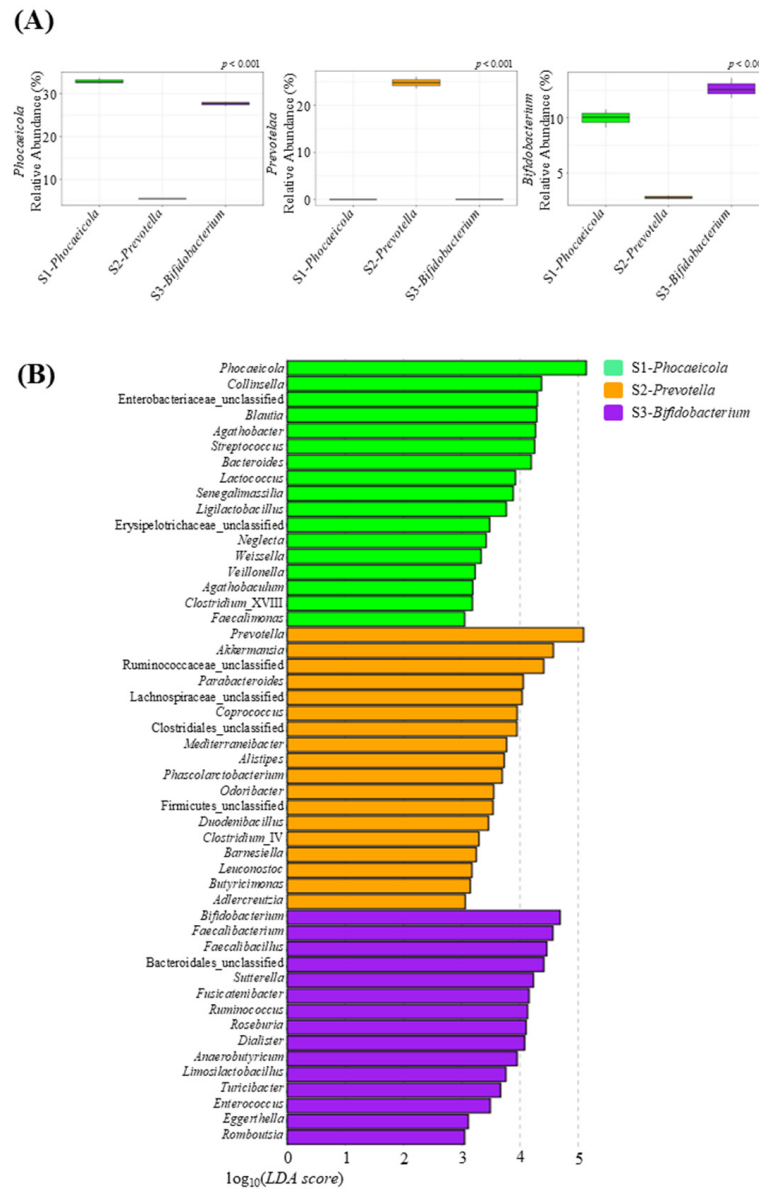 (A)
p < 0.001
Phocaeicola
Relative Abundance (%)
30
20
10
S1-Phocaeicola
S2-Prevotella
S3-Bifidobacterium
p < 0.001
Prevotelaa
Relative Abundance (%)
20
10
0
S1-Phocaeicola
S2-Prevotella
S3-Bifidobacterium
p < 0.00
Bifidobacterium
Relative Abundance (%)
10
5
S1-Phocaeicola
S2-Prevotella
S3-Bifidobacterium
(B)
S1-Phocaeicola
S2-Prevotella
S3-Bifidobacterium
Phocaeicola
Collinsella
Enterobacteriaceae_unclassified
Blautia
Agathobacter
Streptococcus
Bacteroides
Lactococcus
Senegalimassilia
Ligilactobacillus
Erysipelotrichaceae_unclassified
Neglecta
Weissella
Veillonella
Agathobaculum
Clostridium_XVIII
Faecalimonas
Prevotella
Akkermansia
Ruminococcaceae_unclassified
Parabacteroides
Lachnospiraceae_unclassified
Coprococcus
Clostridiales_unclassified
Mediterraneibacter
Alistipes
Phascolarctobacterium
Odoribacter
Firmicutes_unclassified
Duodenibacillus
Clostridium_IV
Barnesiella
Leuconostoc
Butyricimonas
Adlercreutzia
Bifidobacterium
Faecalibacterium
Faecalibacillus
Bacteroidales_unclassified
Sutterella
Fusicatenibacter
Ruminococcus
Roseburia
Dialister
Anaerobutyricum
Limosilactobacillus
Turicibacter
Enterococcus
Eggerthella
Romboutsia
0 1 2 3 4 5
log10(LDA score)